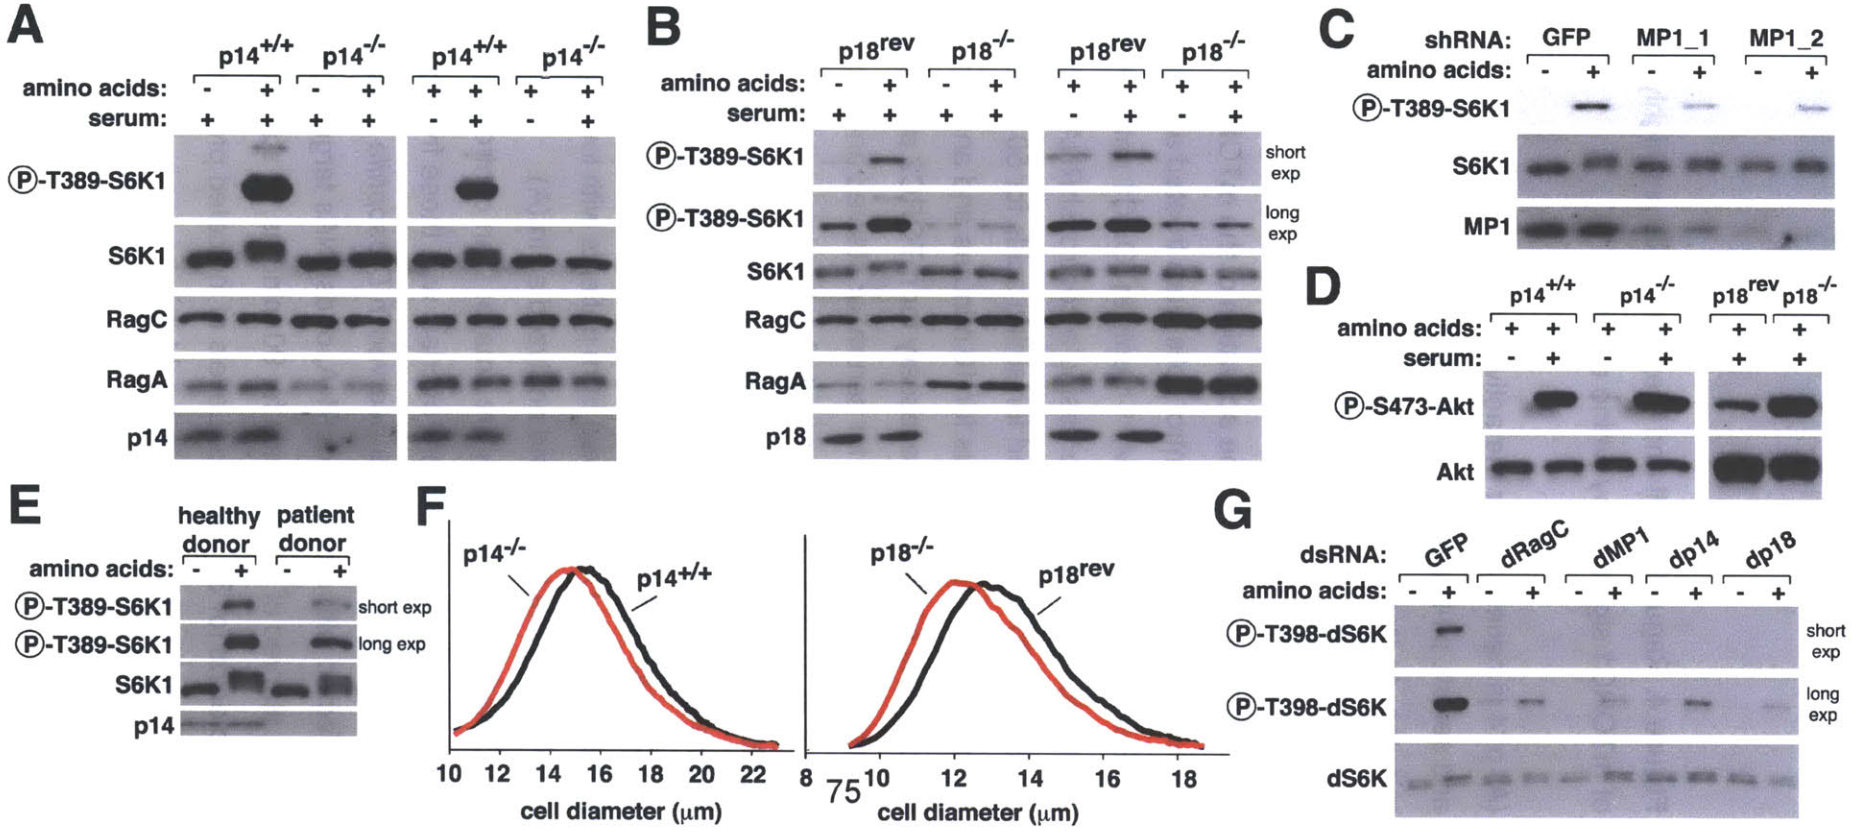 A
p14+/+ p14-/- p14+/+ p14-/-
amino acids: - + - + + + + +
serum: + + + + - + - +
Ⓟ-T389-S6K1
S6K1
RagC
RagA
p14
B
p18rev p18-/- p18rev p18-/-
amino acids: - + - + + + + +
serum: + + + + - + - +
Ⓟ-T389-S6K1 short exp
Ⓟ-T389-S6K1 long exp
S6K1
RagC
RagA
p18
C
shRNA: GFP MP1_1 MP1_2
amino acids: - + - + - +
Ⓟ-T389-S6K1
S6K1
MP1
D
p14+/+ p14-/- p18rev p18-/-
amino acids: + + + + + +
serum: - + - + + +
Ⓟ-S473-Akt
Akt
E
healthy donor patient donor
amino acids: - + - +
Ⓟ-T389-S6K1 short exp
Ⓟ-T389-S6K1 long exp
S6K1
p14
F
p14-/- p14+/+
10 12 14 16 18 20 22
cell diameter (μm)
p18-/- p18rev
8 10 12 14 16 18
cell diameter (μm)
75
G
dsRNA: GFP dRagC dMP1 dp14 dp18
amino acids: - + - + - + - + - +
Ⓟ-T398-dS6K short exp
Ⓟ-T398-dS6K long exp
dS6K